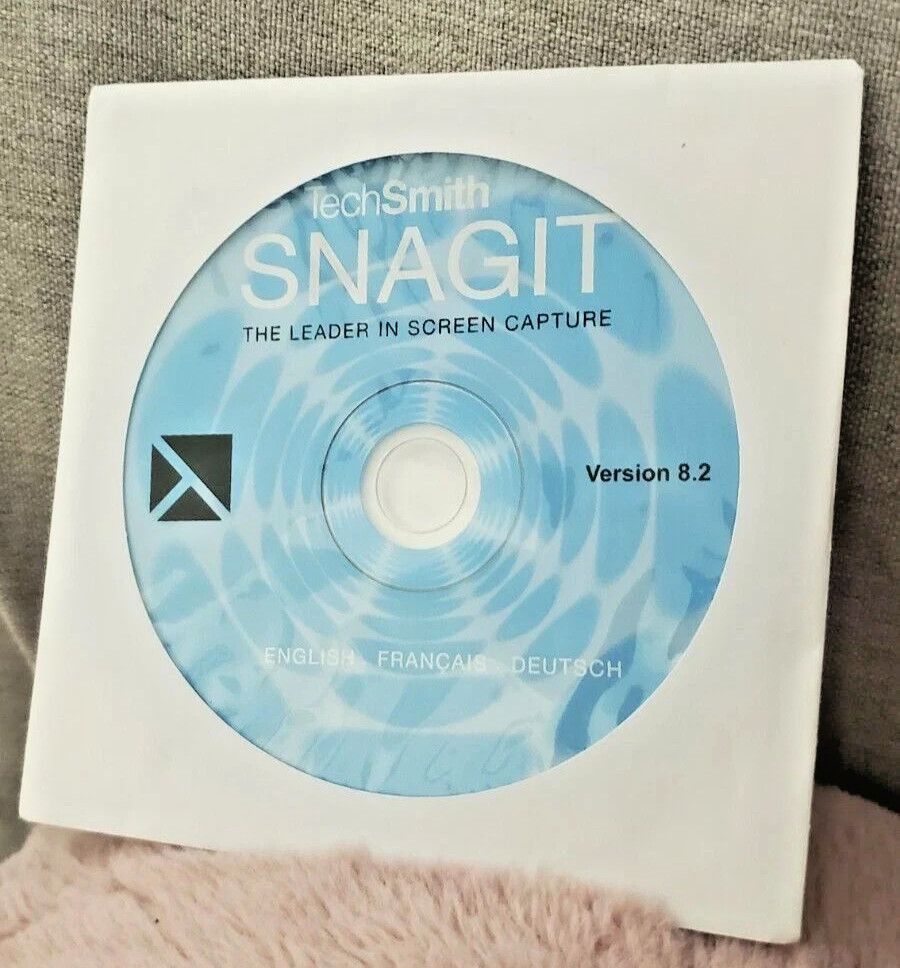 TechSmith
SNAGIT
THE LEADER IN SCREEN CAPTURE
Version 8.2
ENGLISH . FRANÇAIS . DEUTSCH